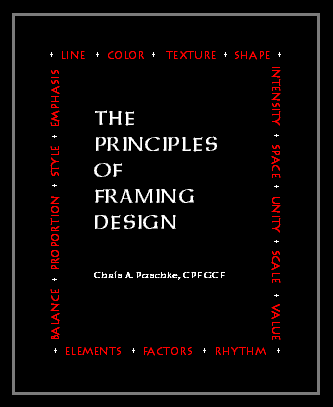 ✦ LINE ✦ COLOR ✦ TEXTURE ✦ SHAPE ✦
INTENSITY ✦ SPACE ✦ UNITY ✦ SCALE ✦ VALUE
THE
PRINCIPLES
OF
FRAMING
DESIGN
Chris A. Paschke, CPF GCF
BALANCE ✦ PROPORTION ✦ STYLE ✦ EMPHASIS
✦ ELEMENTS ✦ FACTORS ✦ RHYTHM ✦